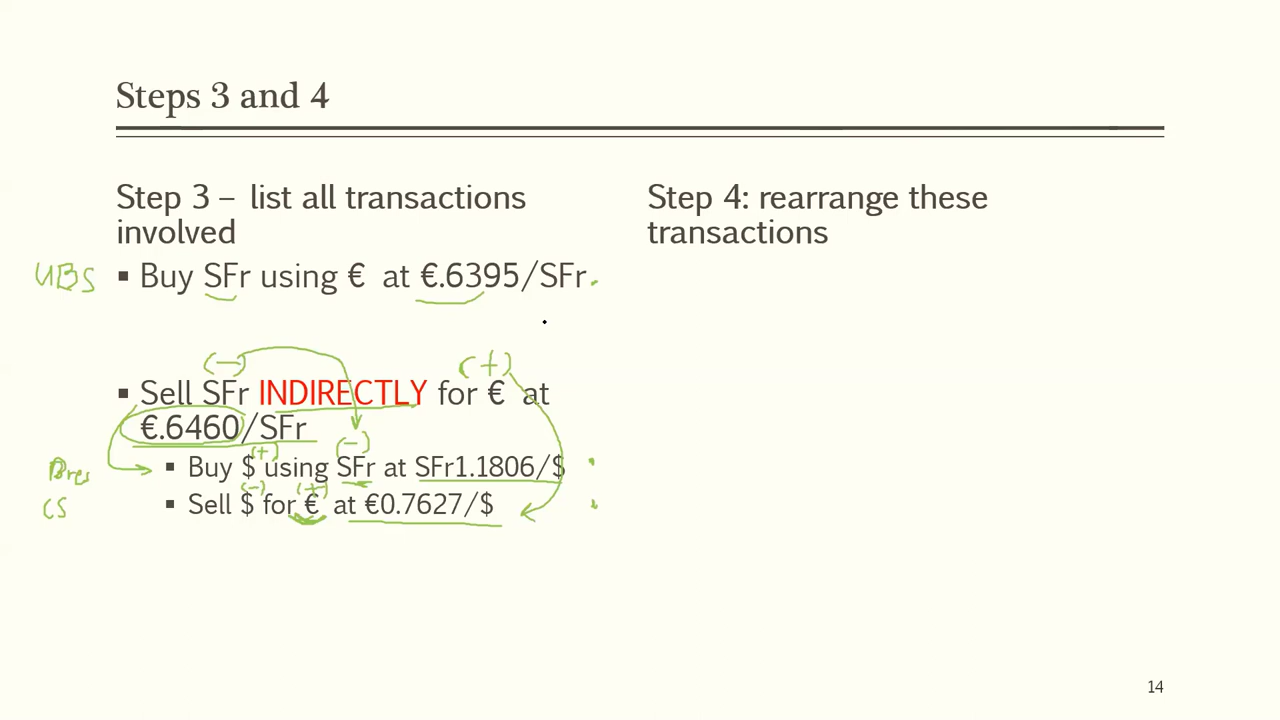 Steps 3 and 4
Step 3 – list all transactions
involved
UBS ▪ Buy SFr using € at €.6395/SFr
(-) (+)
▪ Sell SFr INDIRECTLY for € at
€.6460/SFr
(+) (-)
▪ Buy $ using SFr at SFr1.1806/$
(-) (+)
CS ▪ Sell $ for € at €0.7627/$
Step 4: rearrange these
transactions
14